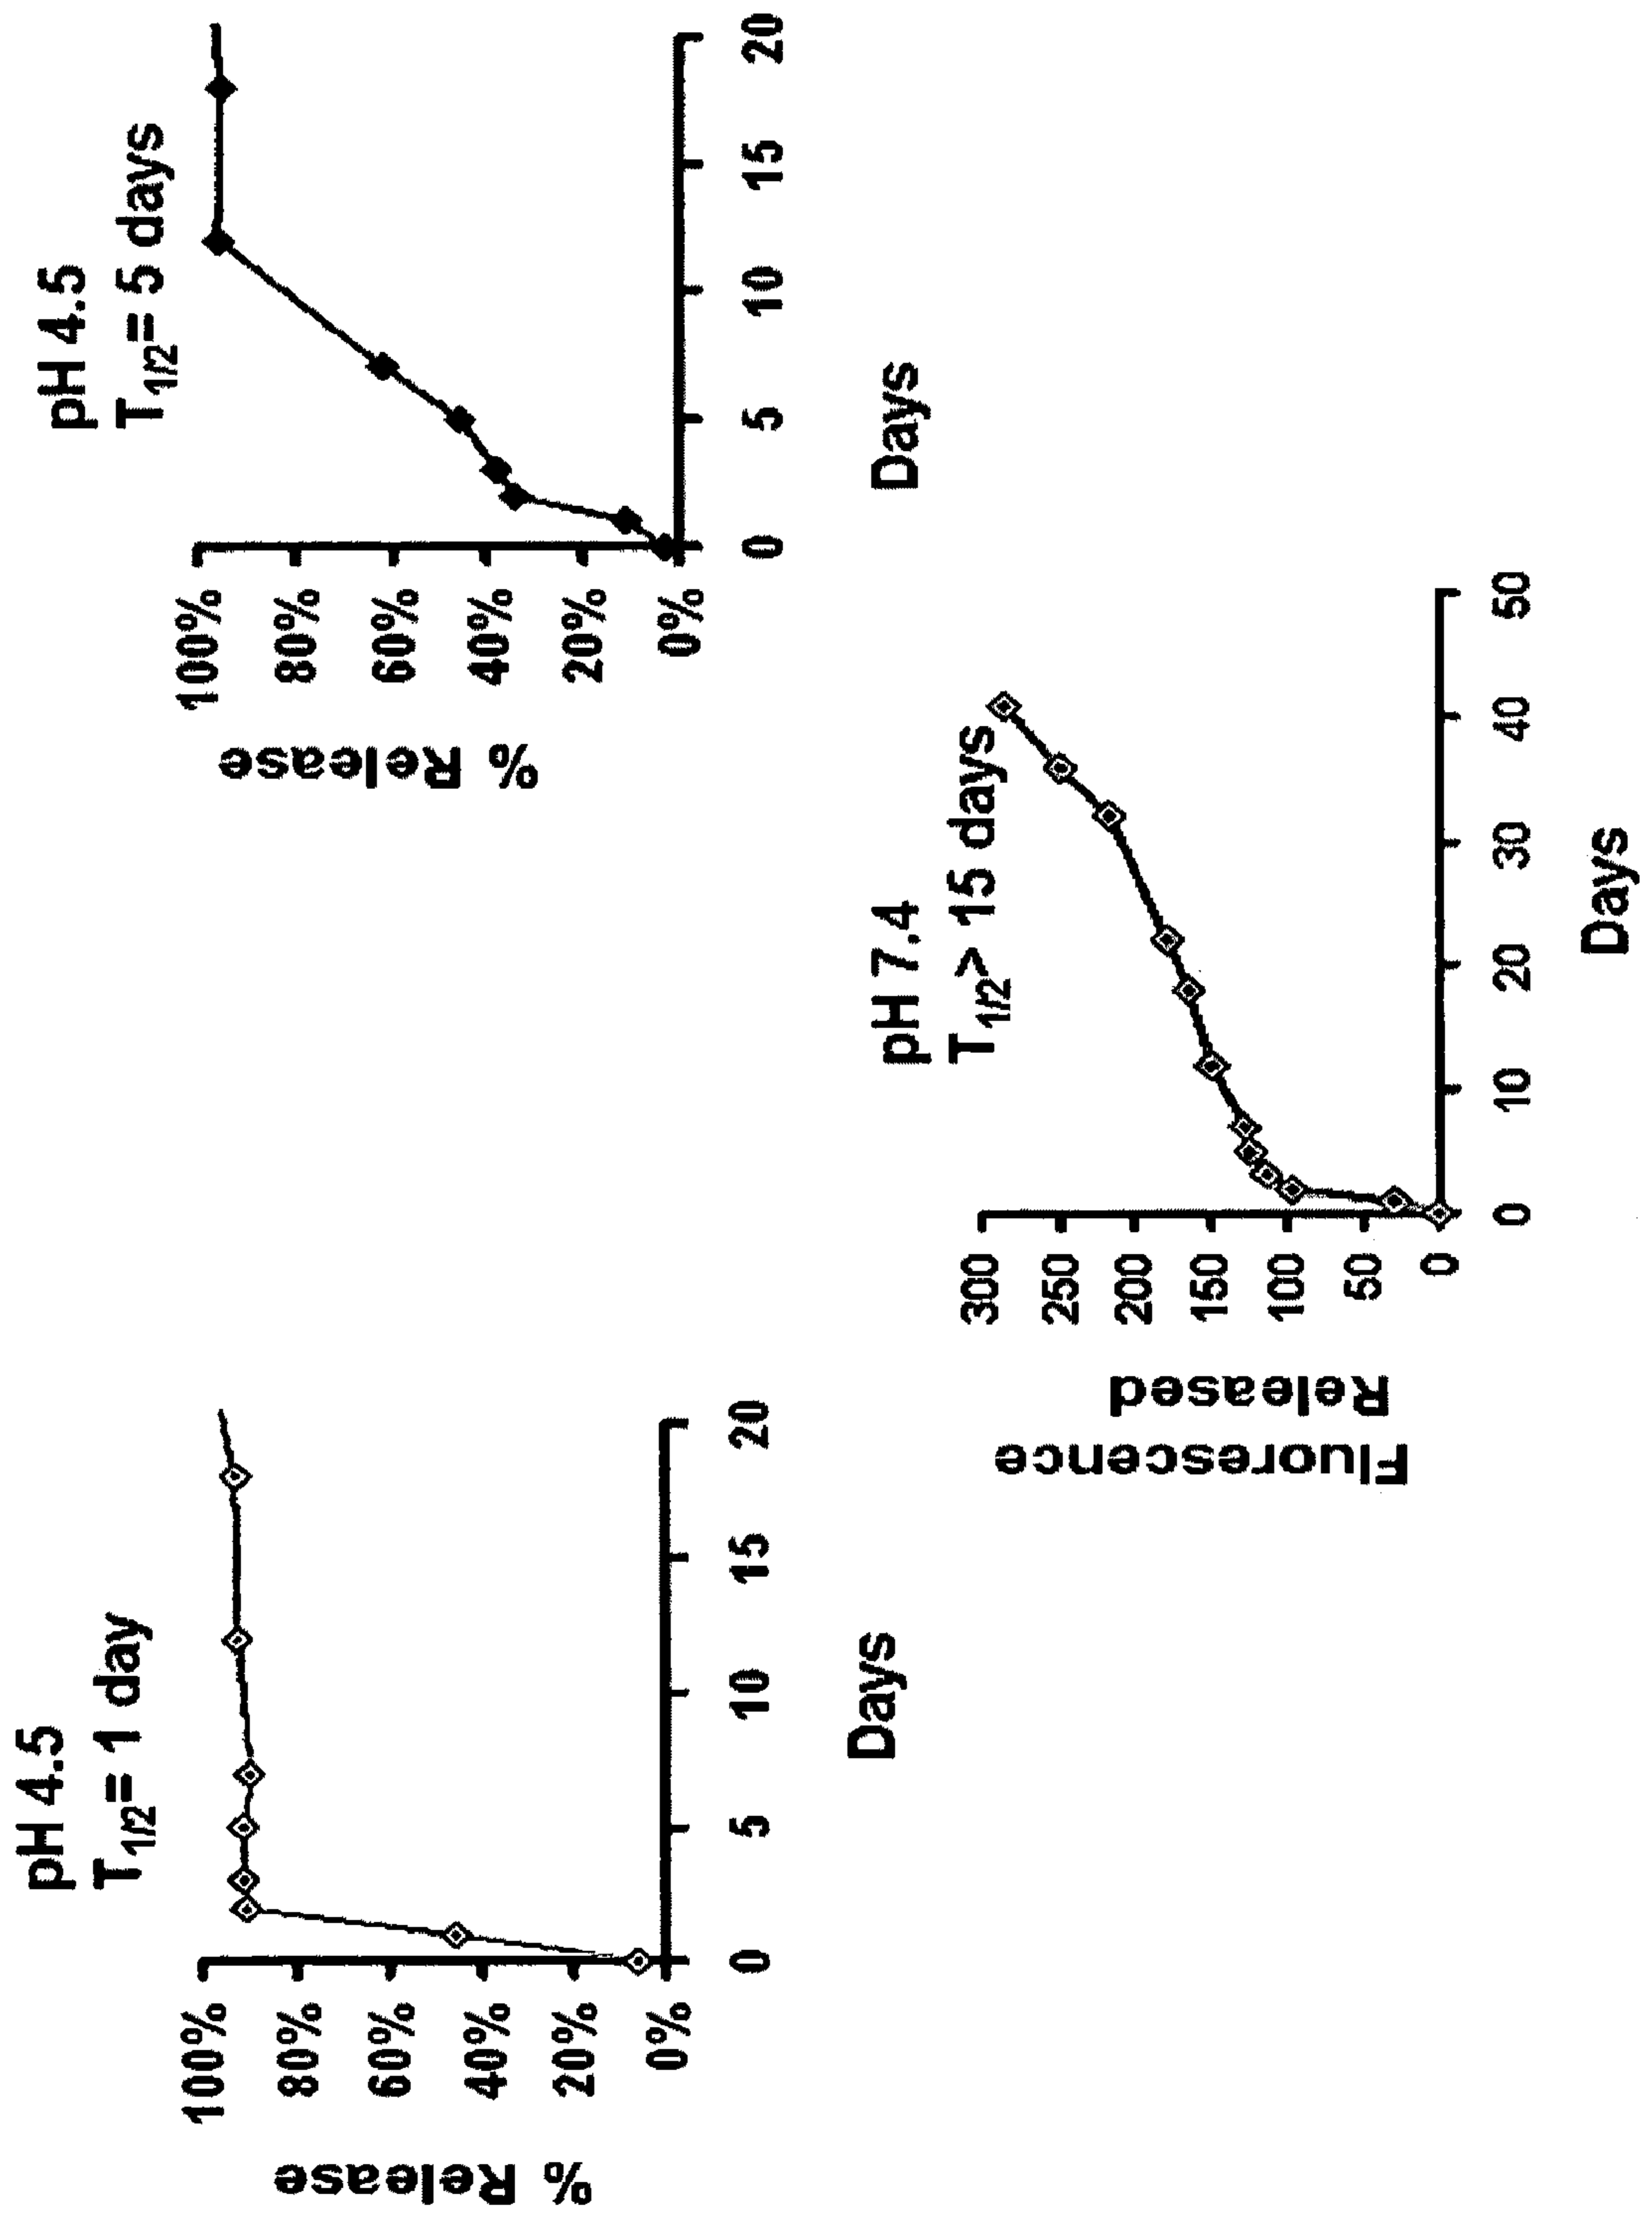 pH 4.5
T1/2= 1 day
% Release
100%
80%
60%
40%
20%
0%
0 5 10 15 20
Days
pH 4.5
T1/2= 5 days
% Release
100%
80%
60%
40%
20%
0%
0 5 10 15 20
Days
pH 7.4
T1/2> 15 days
Fluorescence
Released
300
250
200
150
100
50
0
0 10 20 30 40 50
Days